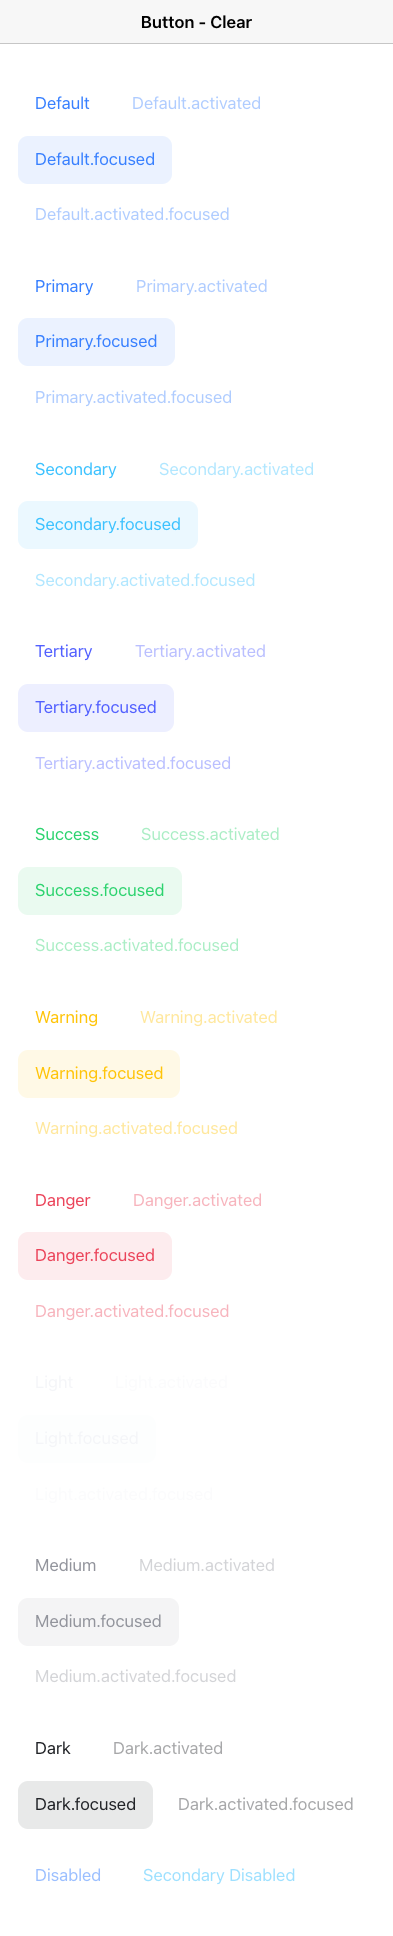 Button - Clear
Default Default.activated
Default.focused
Default.activated.focused
Primary Primary.activated
Primary.focused
Primary.activated.focused
Secondary Secondary.activated
Secondary.focused
Secondary.activated.focused
Tertiary Tertiary.activated
Tertiary.focused
Tertiary.activated.focused
Success Success.activated
Success.focused
Success.activated.focused
Warning Warning.activated
Warning.focused
Warning.activated.focused
Danger Danger.activated
Danger.focused
Danger.activated.focused
Light Light.activated
Light.focused
Light.activated.focused
Medium Medium.activated
Medium.focused
Medium.activated.focused
Dark Dark.activated
Dark.focused Dark.activated.focused
Disabled Secondary Disabled